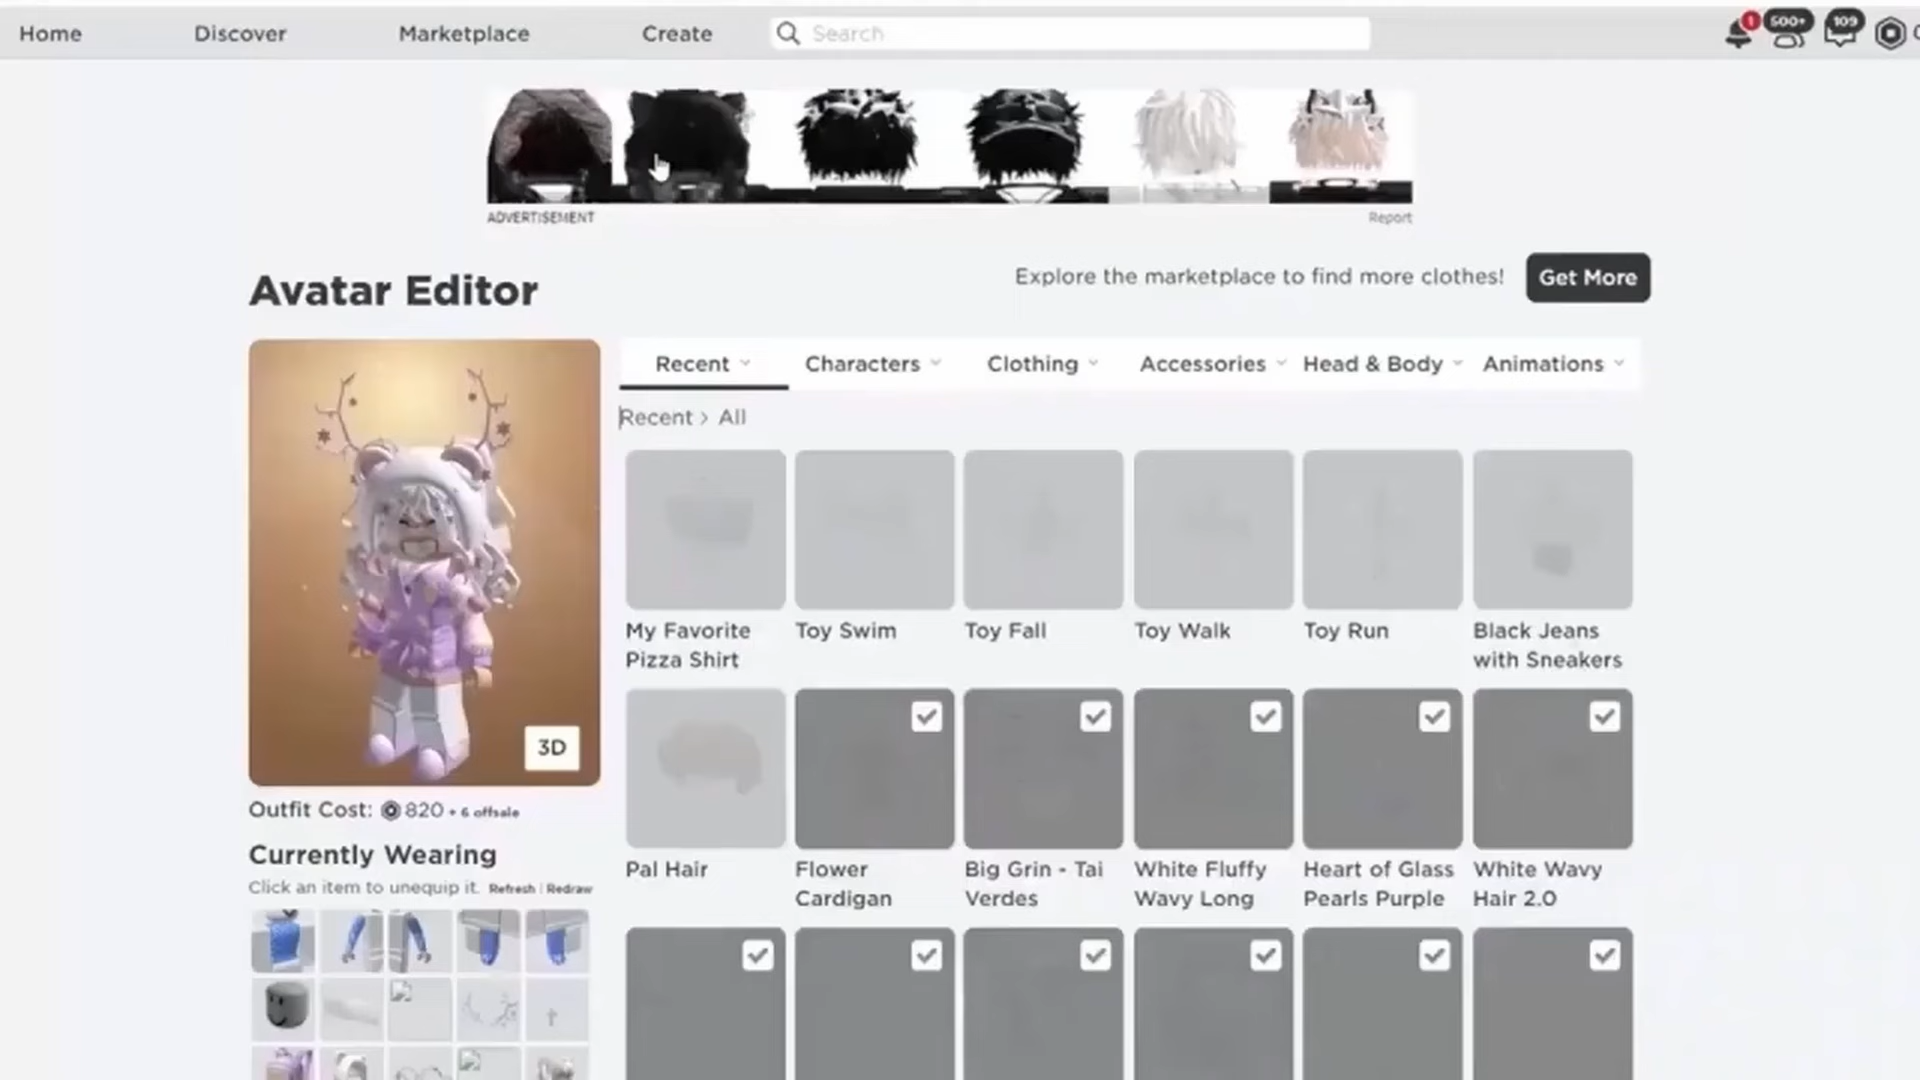 Home Discover Marketplace Create Search 1 500+ 109
ADVERTISEMENT Report
Avatar Editor
Explore the marketplace to find more clothes! Get More
Recent Characters Clothing Accessories Head & Body Animations
Recent > All
My Favorite Pizza Shirt
Toy Swim
Toy Fall
Toy Walk
Toy Run
Black Jeans with Sneakers
3D
Pal Hair
Flower Cardigan
Big Grin - Tai Verdes
White Fluffy Wavy Long
Heart of Glass Pearls Purple
White Wavy Hair 2.0
Outfit Cost: 820 + 6 offsale
Currently Wearing
Click an item to unequip it. Refresh | Redraw